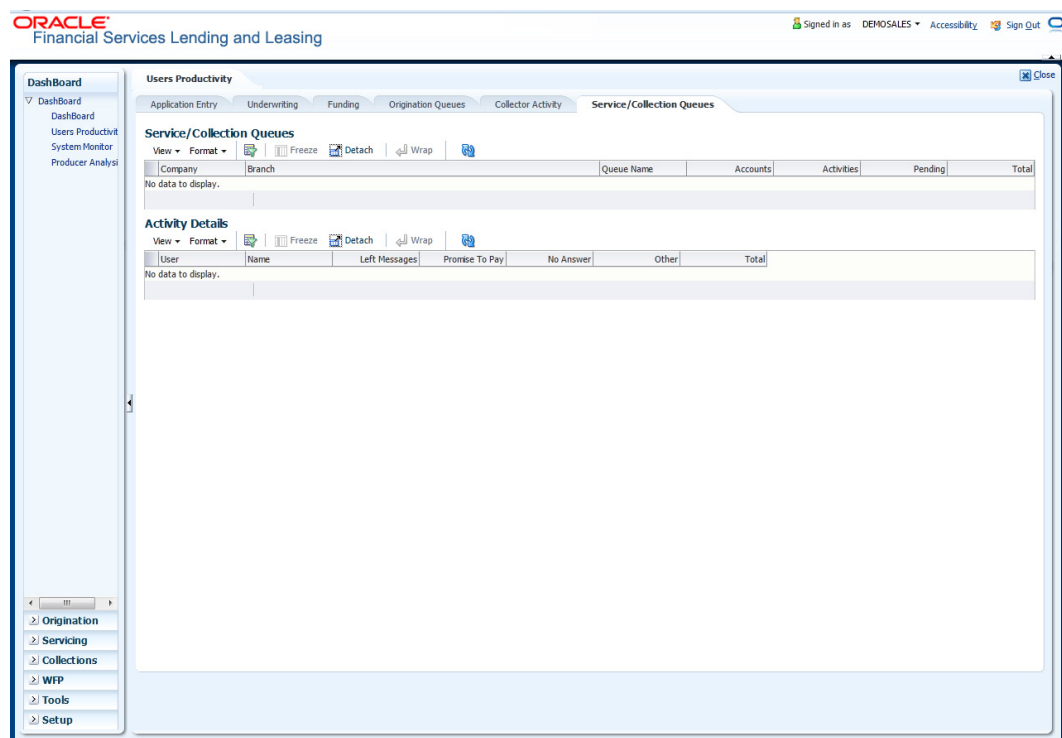 ORACLE
Financial Services Lending and Leasing
Signed in as DEMOSALES Accessibility Sign Out
Close
DashBoard
DashBoard
DashBoard
Users Productivit
System Monitor
Producer Analysi
Origination
Servicing
Collections
WFP
Tools
Setup
Users Productivity
Application Entry Underwriting Funding Origination Queues Collector Activity Service/Collection Queues
Service/Collection Queues
View Format Freeze Detach Wrap
Company Branch Queue Name Accounts Activities Pending Total
No data to display.
Activity Details
View Format Freeze Detach Wrap
User Name Left Messages Promise To Pay No Answer Other Total
No data to display.